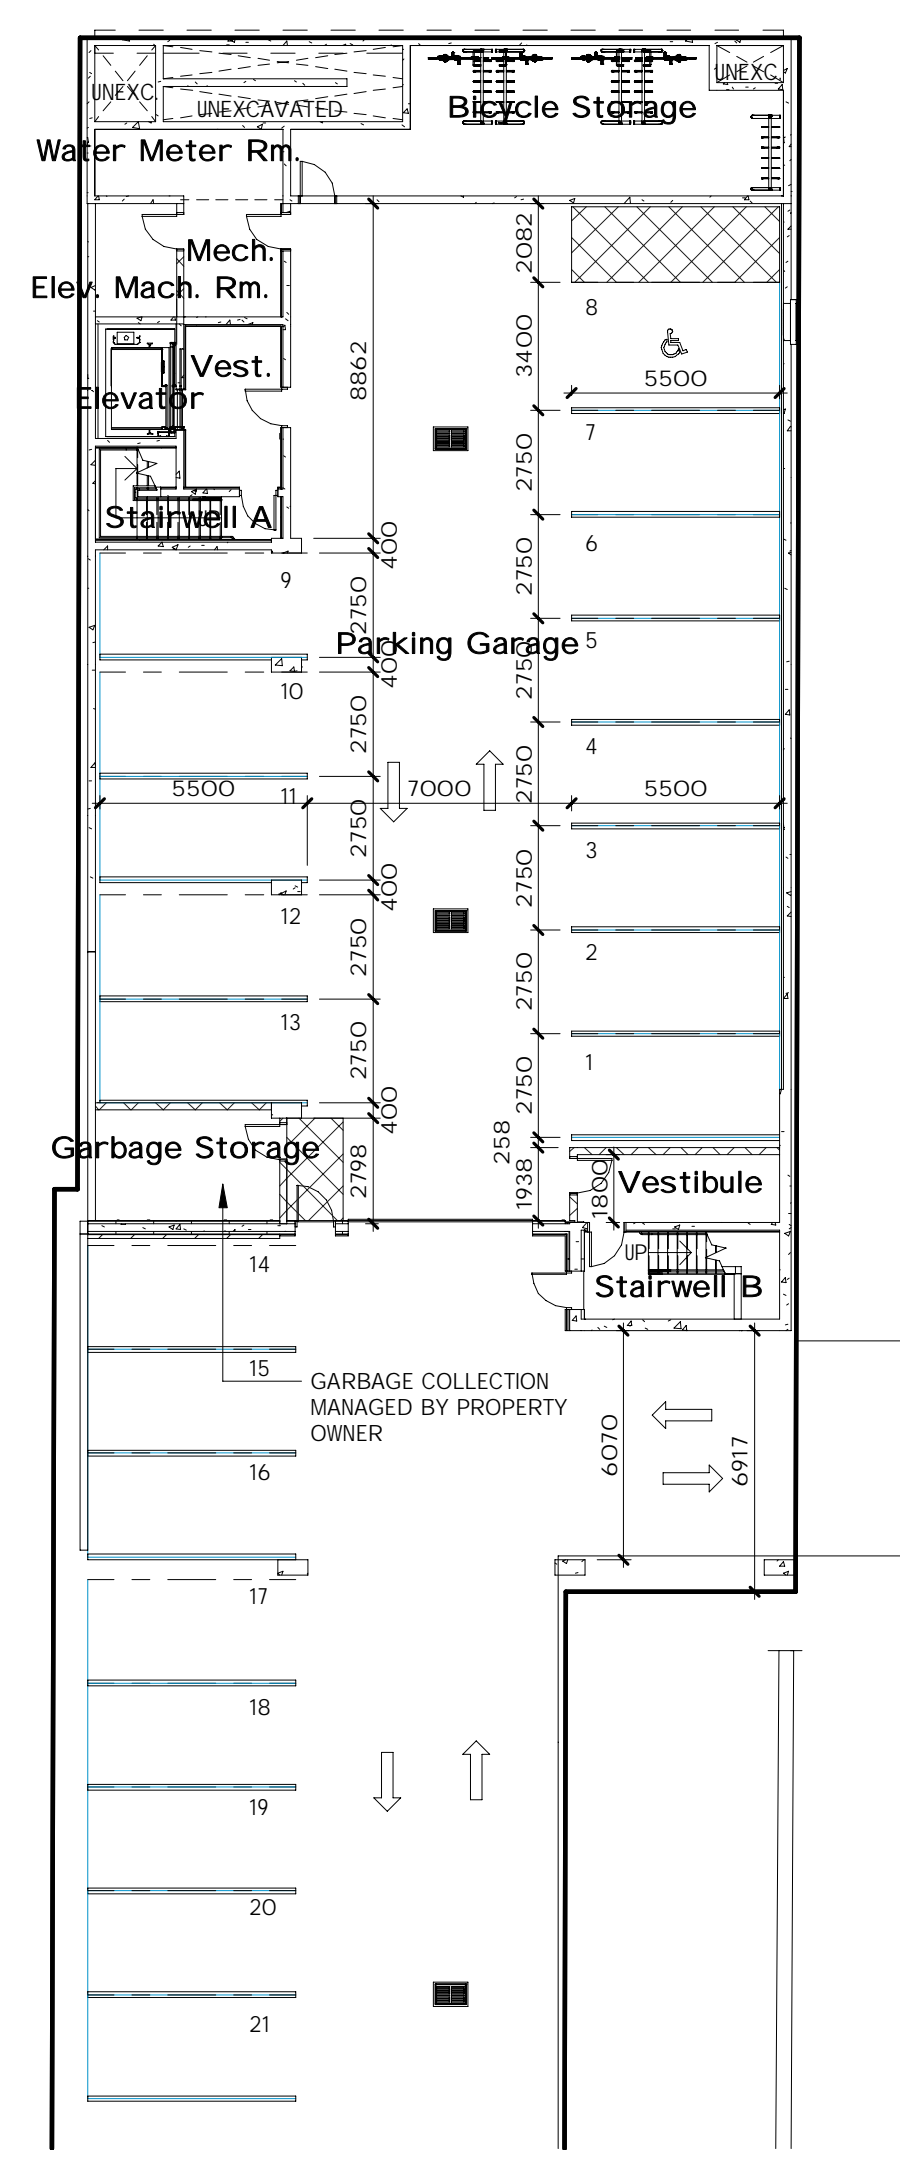 UNEXC.
UNEXC.
UNEXCAVATED
Bicycle Storage
Water Meter Rm.
2082
Mech.
Elev. Mach. Rm.
8
3400
8862
Vest.
5500
Elevator
7
2750
Stairwell A
6
400
2750
9
2750
5
Parking Garage
400
2750
10
2750
4
2750
5500
7000
5500
11
2750
3
400
2750
12
2750
2
2750
13
2750
1
2750
400
258
Garbage Storage
2798
1938
1800
Vestibule
UP
14
Stairwell B
15
GARBAGE COLLECTION
MANAGED BY PROPERTY
OWNER
6070
6917
16
17
18
19
20
21